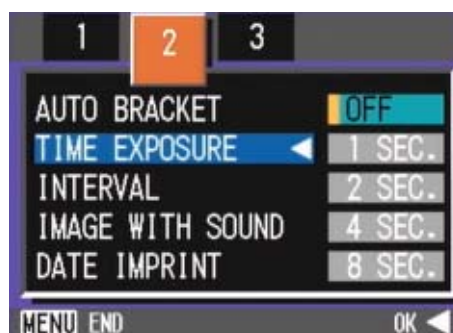 1 2 3
AUTO BRACKET OFF
TIME EXPOSURE 1 SEC.
INTERVAL 2 SEC.
IMAGE WITH SOUND 4 SEC.
DATE IMPRINT 8 SEC.
MENU END OK